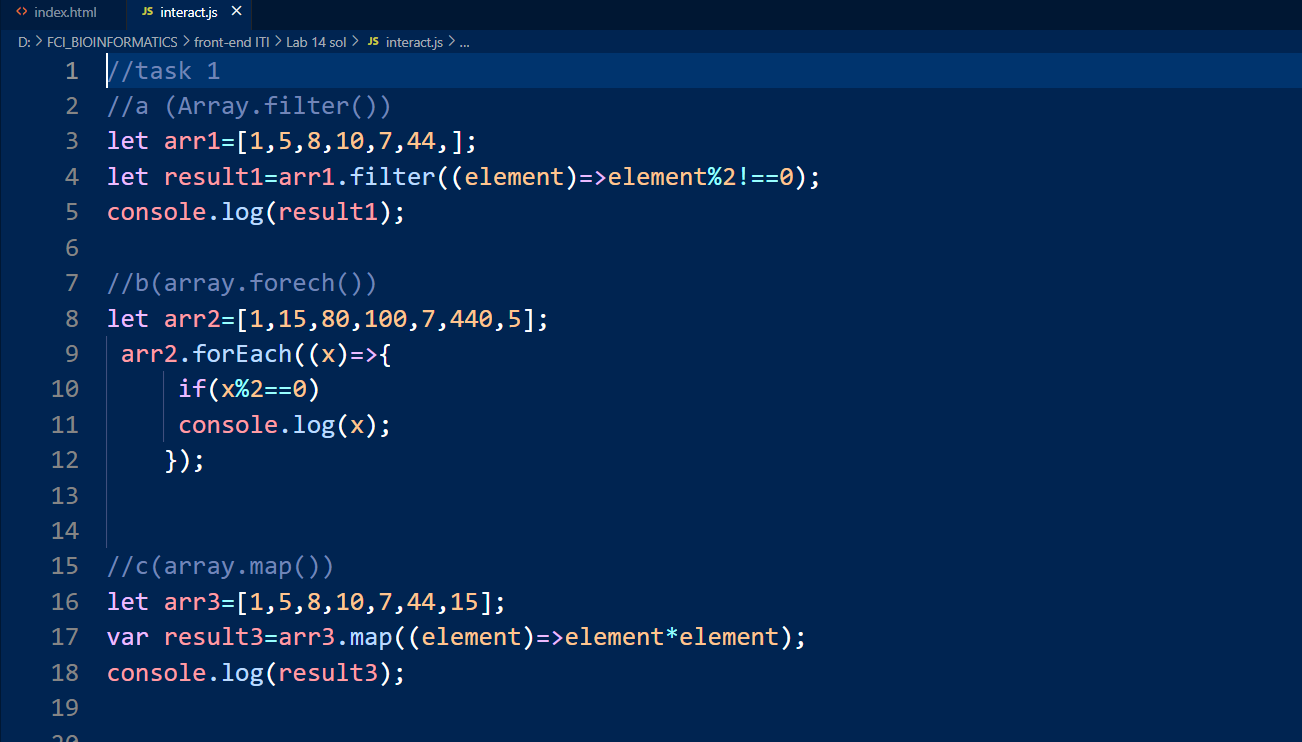 index.html
JS interact.js ×
D: > FCI_BIOINFORMATICS > front-end ITI > Lab 14 sol > JS interact.js > ...
1 //task 1
2 //a (Array.filter())
3 let arr1=[1,5,8,10,7,44,];
4 let result1=arr1.filter((element)=>element%2!==0);
5 console.log(result1);
6
7 //b(array.forech())
8 let arr2=[1,15,80,100,7,440,5];
9 arr2.forEach((x)=>{
10 if(x%2==0)
11 console.log(x);
12 });
13
14
15 //c(array.map())
16 let arr3=[1,5,8,10,7,44,15];
17 var result3=arr3.map((element)=>element*element);
18 console.log(result3);
19
20